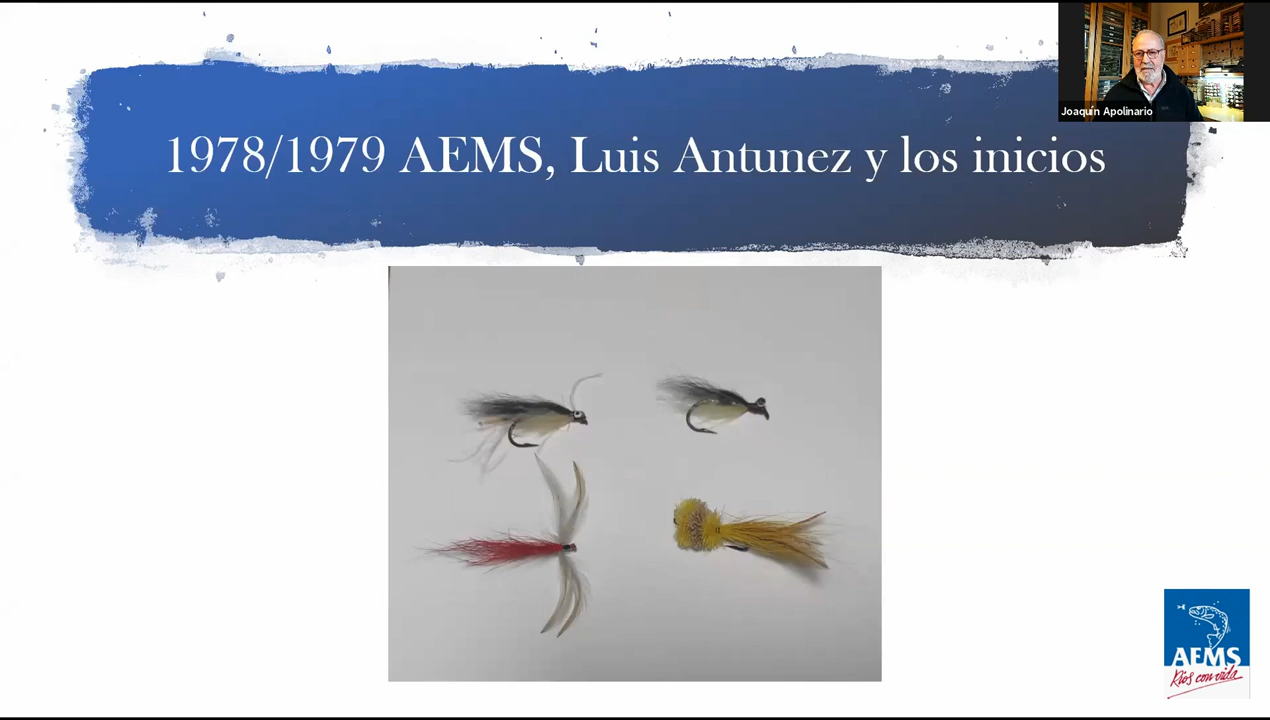 Joaquín Apolinario
1978/1979 AEMS, Luis Antunez y los inicios
AEMS
Ríos con vida